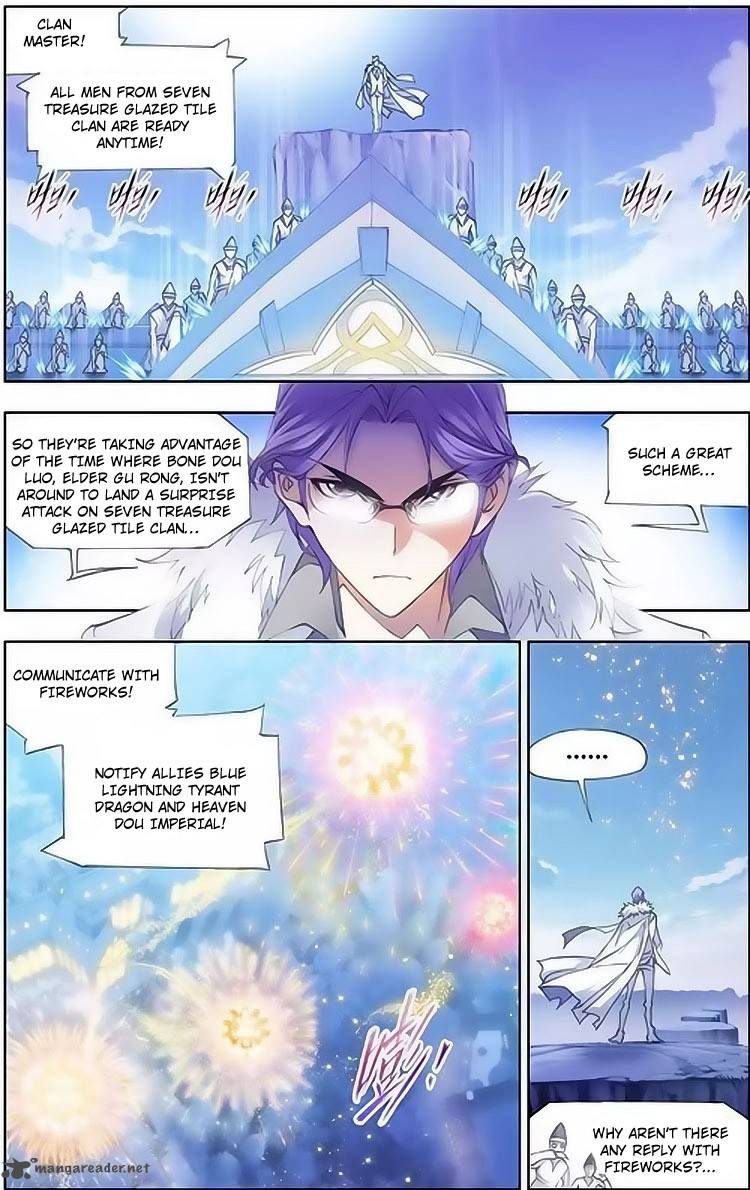 CLAN
MASTER!
ALL MEN FROM SEVEN
TREASURE GLAZED TILE
CLAN ARE READY
ANYTIME!
SO THEY'RE TAKING ADVANTAGE
OF THE TIME WHERE BONE DOU
LUO, ELDER GU RONG, ISN'T
AROUND TO LAND A SURPRISE
ATTACK ON SEVEN TREASURE
GLAZED TILE CLAN...
SUCH A GREAT
SCHEME...
COMMUNICATE WITH
FIREWORKS!
NOTIFY ALLIES BLUE
LIGHTNING TYRANT
DRAGON AND HEAVEN
DOU IMPERIAL!
......
WHY AREN'T THERE
ANY REPLY WITH
FIREWORKS?...
mangareader.net